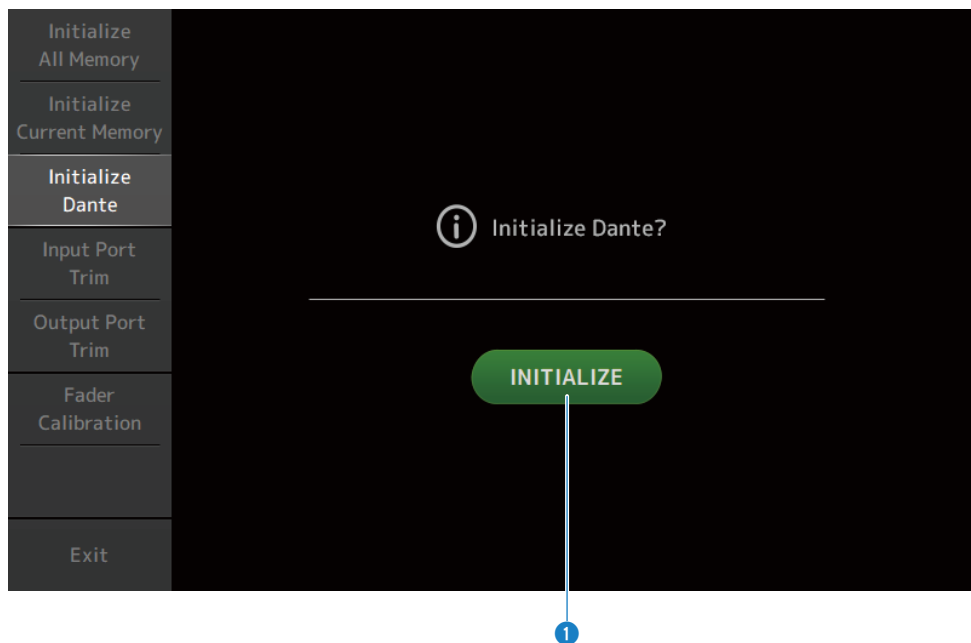 Initialize
All Memory
Initialize
Current Memory
Initialize
Dante
Input Port
Trim
Output Port
Trim
Fader
Calibration
Exit
Initialize Dante?
INITIALIZE
1